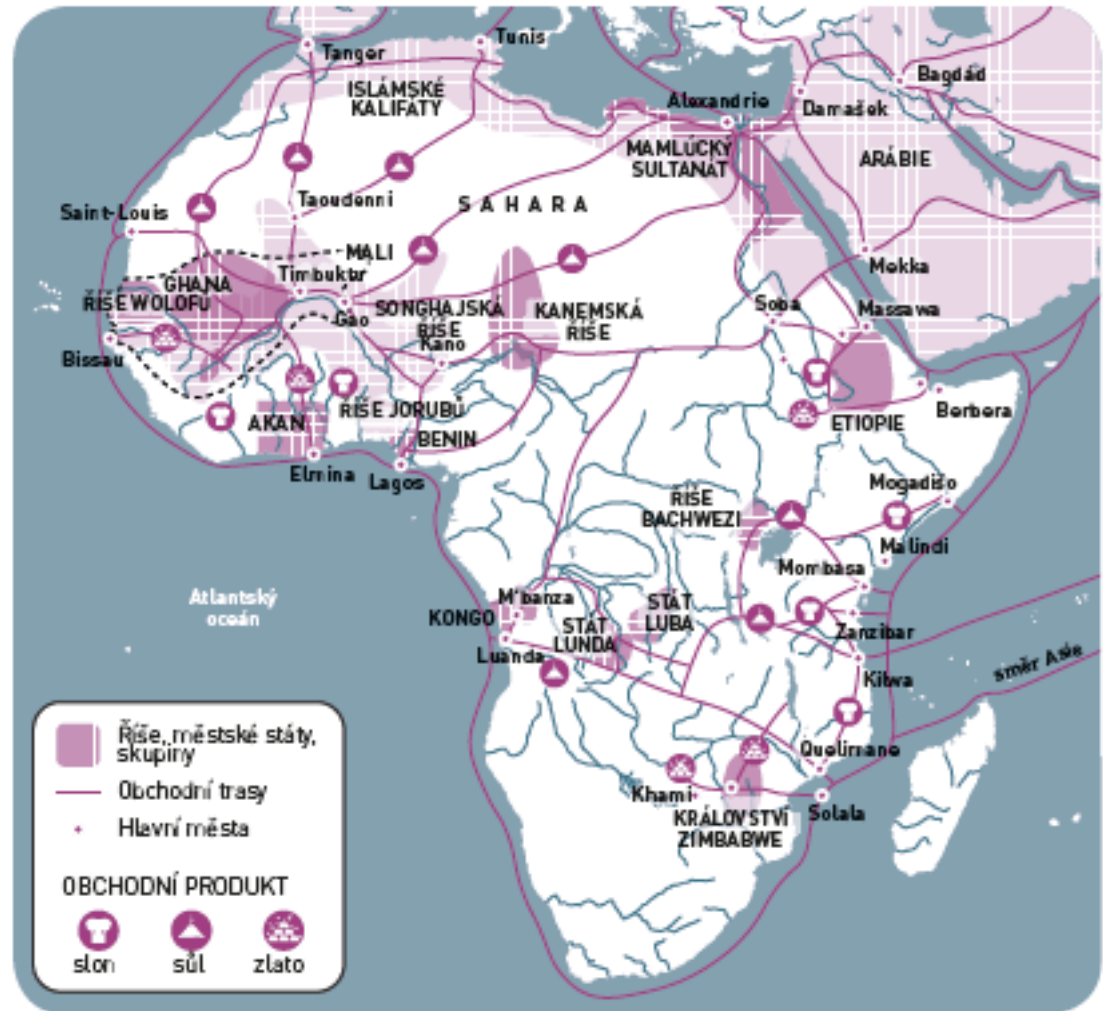 Tunis
Tanger
Bagdád
ISLÁMSKÉ
KALIFÁTY
Alexandrie
Damašek
MAMLÚCKÝ
SULTANÁT
ARÁBIE
Taoudenni
SAHARA
Saint-Louis
MALI
Mekka
GHANA
Timbuktur
ŘÍŠE WOLOFŮ
Gao
SONGHAJSKÁ
ŘÍŠE
KANEMSKÁ
ŘÍŠE
Soba
Massawa
Kano
Bissau
ŘÍŠE JORUBŮ
AKAN
BENIN
ETIOPIE
Berbera
Elmina
Lagos
Mogadišo
ŘÍŠE
BACHWEZI
Malindi
Mombasa
Atlantský
oceán
M'banza
KONGO
STÁT
LUBA
STÁT
LUNDA
Zanzibar
Luanda
Kilwa
směr Asie
Quelimane
Khami
Solala
KRÁLOVSTVÍ
ZIMBABWE
Říše, městské státy,
skupiny
Obchodní trasy
Hlavní města
OBCHODNÍ PRODUKT
slon
sůl
zlato